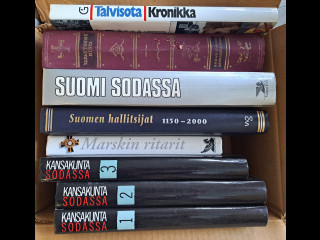 G Talvisota Kronikka
SUOMI SODASSA
Suomen hallitsijat 1150-2000
Marskin ritarit
KANSAKUNTA SODASSA 3
KANSAKUNTA SODASSA 2
KANSAKUNTA SODASSA 1